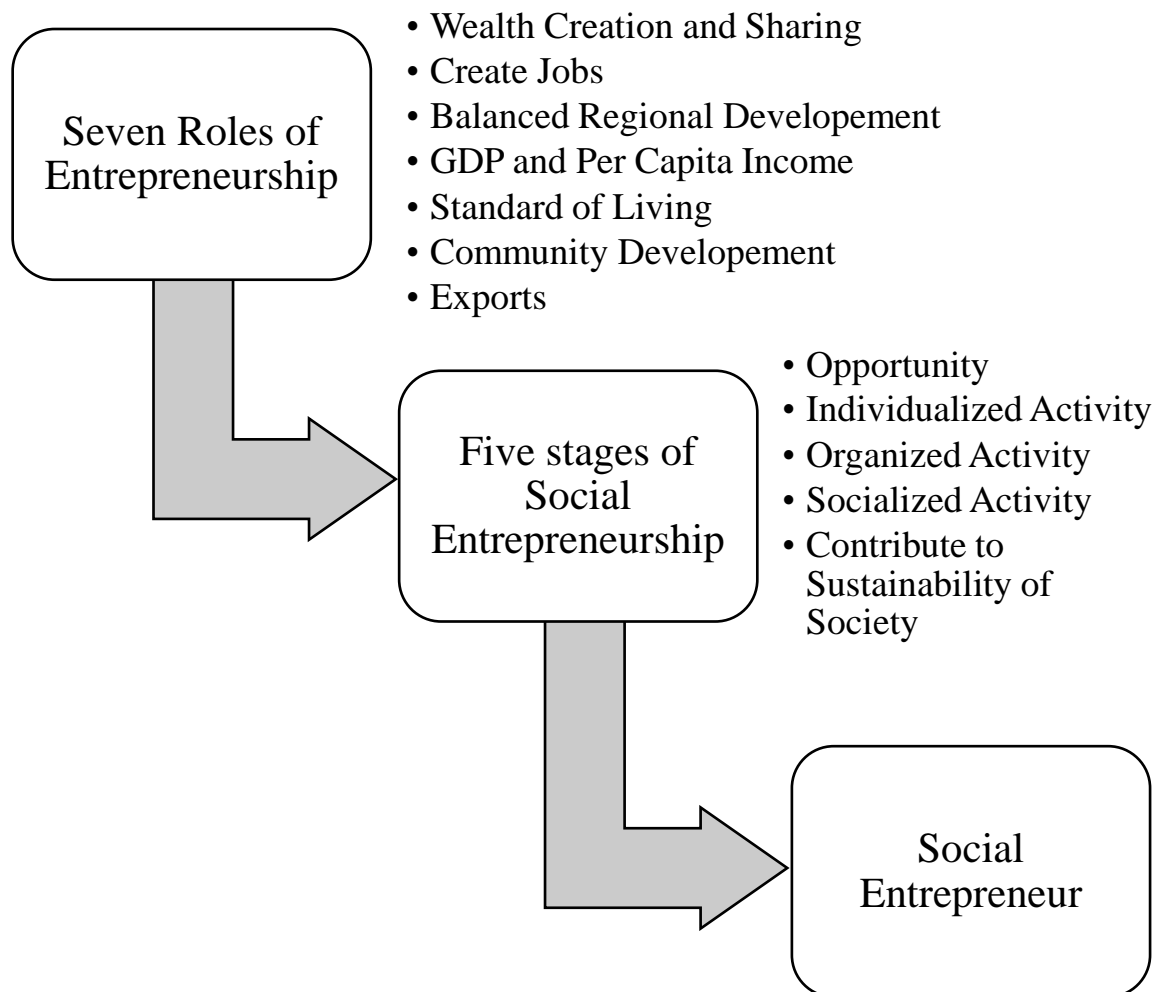 Seven Roles of
Entrepreneurship
• Wealth Creation and Sharing
• Create Jobs
• Balanced Regional Developement
• GDP and Per Capita Income
• Standard of Living
• Community Developement
• Exports
Five stages of
Social
Entrepreneurship
• Opportunity
• Individualized Activity
• Organized Activity
• Socialized Activity
• Contribute to
Sustainability of
Society
Social
Entrepreneur